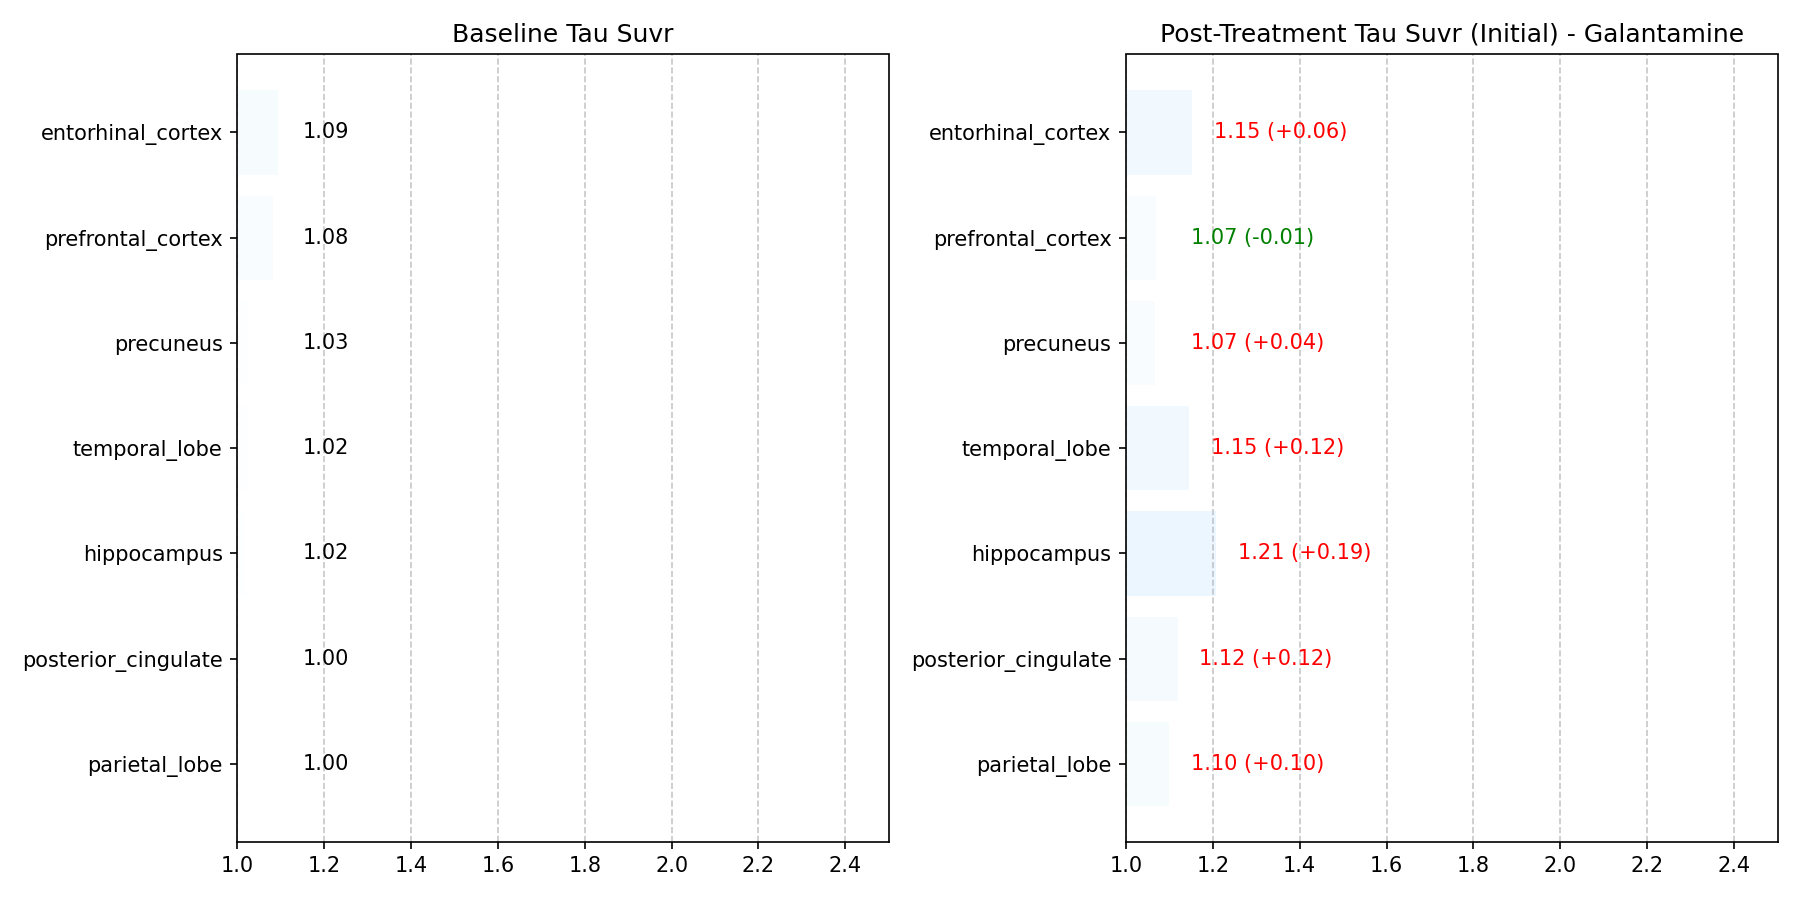 Baseline Tau Suvr
entorhinal_cortex 1.09
prefrontal_cortex 1.08
precuneus 1.03
temporal_lobe 1.02
hippocampus 1.02
posterior_cingulate 1.00
parietal_lobe 1.00
1.0 1.2 1.4 1.6 1.8 2.0 2.2 2.4
Post-Treatment Tau Suvr (Initial) - Galantamine
entorhinal_cortex 1.15 (+0.06)
prefrontal_cortex 1.07 (-0.01)
precuneus 1.07 (+0.04)
temporal_lobe 1.15 (+0.12)
hippocampus 1.21 (+0.19)
posterior_cingulate 1.12 (+0.12)
parietal_lobe 1.10 (+0.10)
1.0 1.2 1.4 1.6 1.8 2.0 2.2 2.4